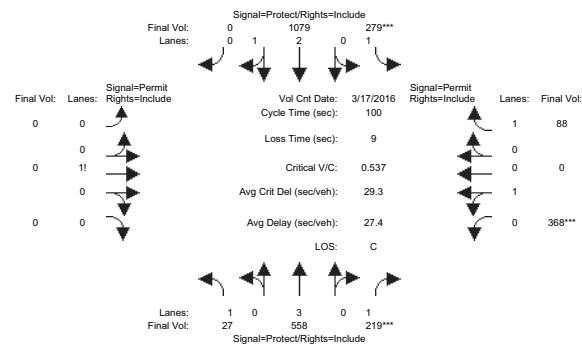 Signal=Protect/Rights=Include
Final Vol: 0 1079 279***
Lanes: 0 1 2 0 1
Signal=Permit
Final Vol: Lanes: Rights=Include
Vol Cnt Date: 3/17/2016
Signal=Permit
Rights=Include Lanes: Final Vol:
Cycle Time (sec): 100
0 0
1 88
Loss Time (sec): 9
0
0
0 1!
Critical V/C: 0.537
0 0
0
Avg Crit Del (sec/veh): 29.3
1
0 0
Avg Delay (sec/veh): 27.4
0 368***
LOS: C
Lanes: 1 0 3 0 1
Final Vol: 27 558 219***
Signal=Protect/Rights=Include